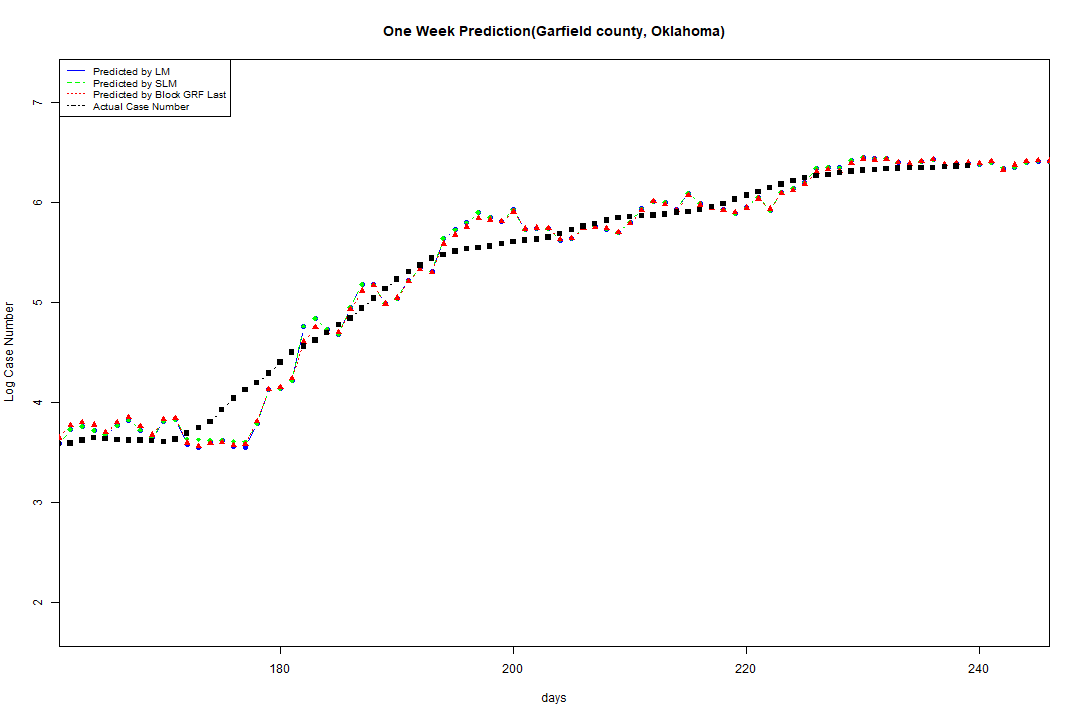 One Week Prediction(Garfield county, Oklahoma)
Predicted by LM
Predicted by SLM
Predicted by Block GRF Last
Actual Case Number
7
6
5
4
3
2
Log Case Number
180
200
220
240
days